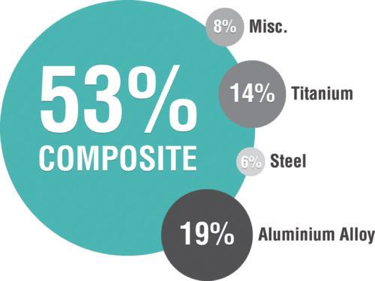 8% Misc.
53%
COMPOSITE
14% Titanium
6% Steel
19% Aluminium Alloy